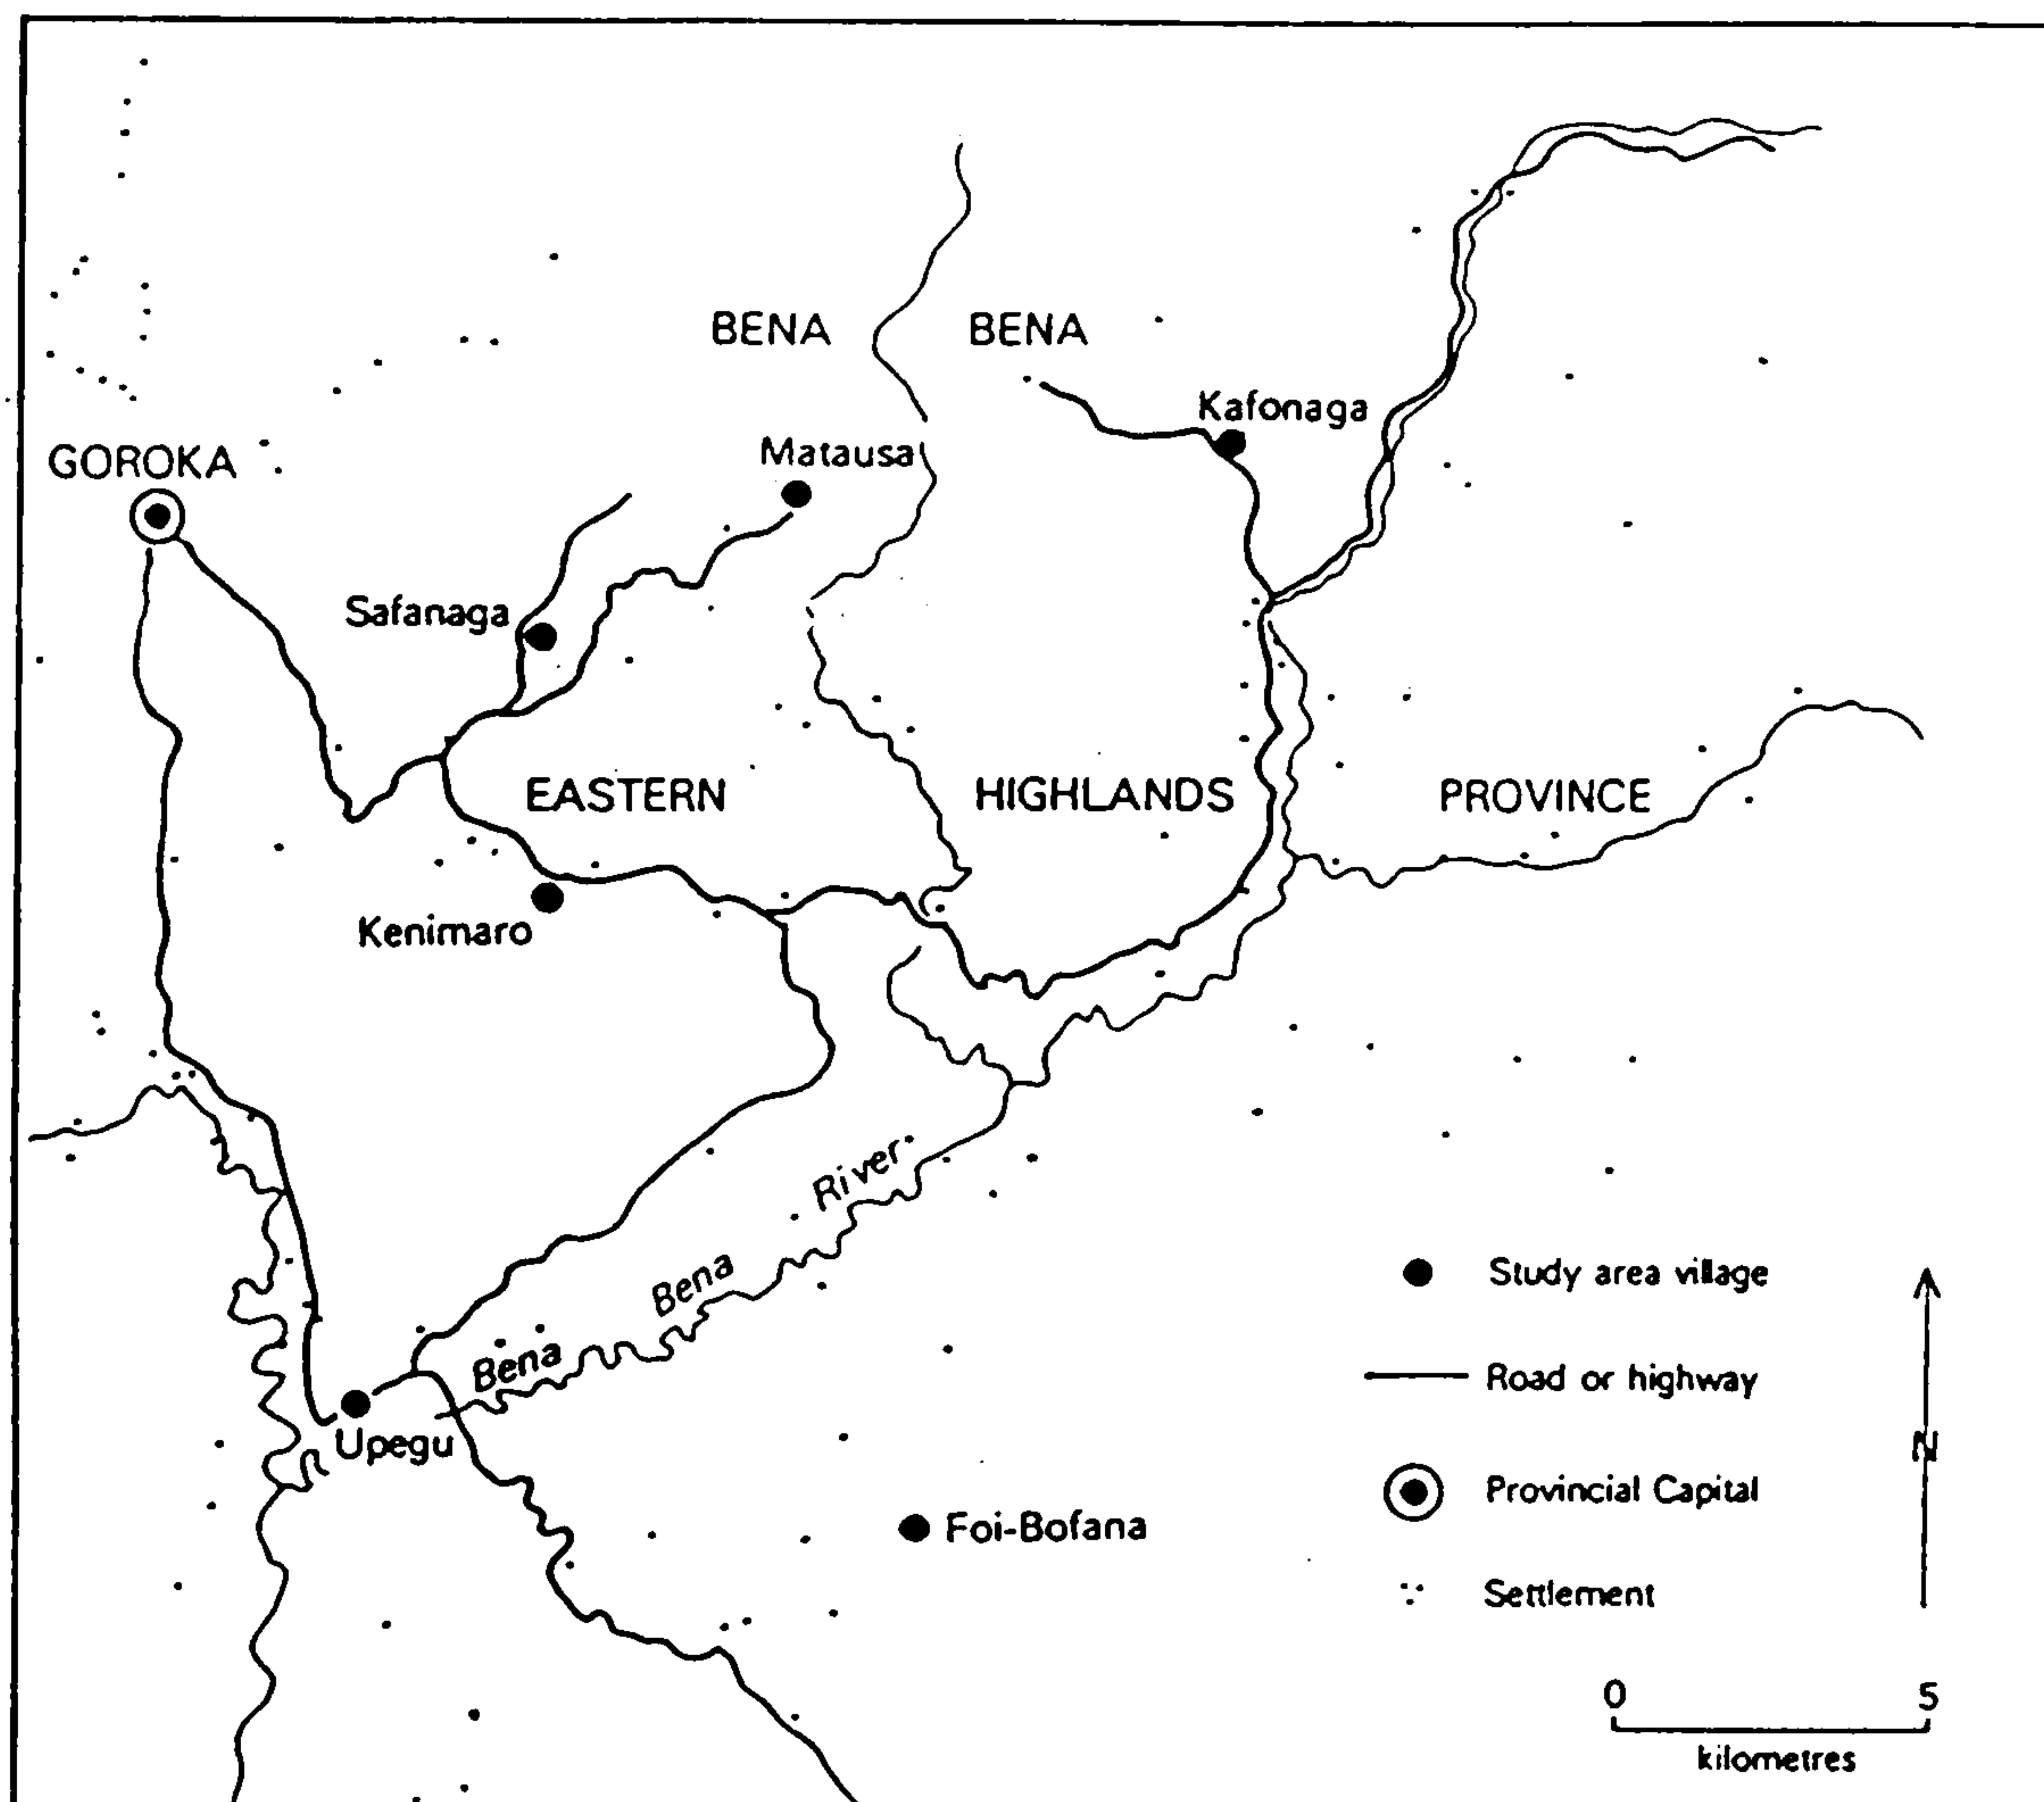 BENA BENA
Kafonaga
GOROKA
Matausa
Safanaga
EASTERN HIGHLANDS PROVINCE
Kenimaro
Bena Bena River
Upegu
Foi-Bofana
Study area village
Road or highway
Provincial Capital
Settlement
N
0 5
kilometres